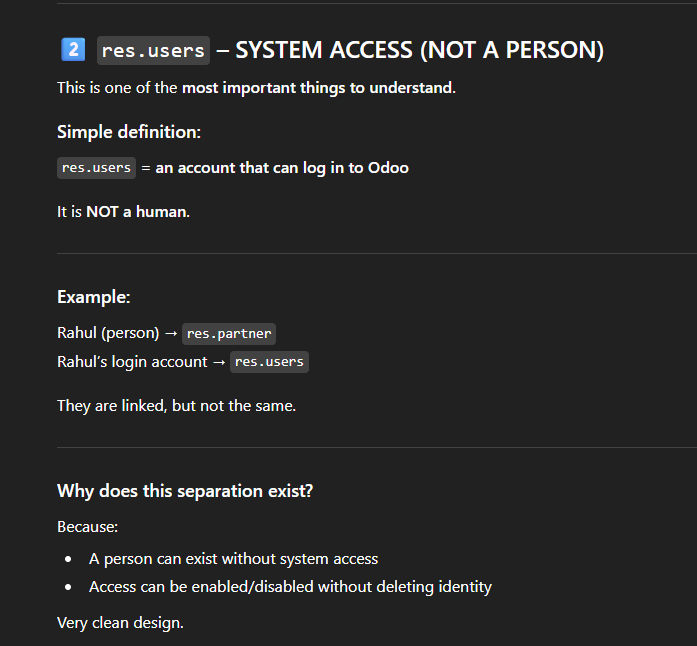 2️⃣ res.users – SYSTEM ACCESS (NOT A PERSON)
This is one of the most important things to understand.
Simple definition:
res.users = an account that can log in to Odoo
It is NOT a human.
Example:
Rahul (person) → res.partner
Rahul’s login account → res.users
They are linked, but not the same.
Why does this separation exist?
Because:
• A person can exist without system access
• Access can be enabled/disabled without deleting identity
Very clean design.